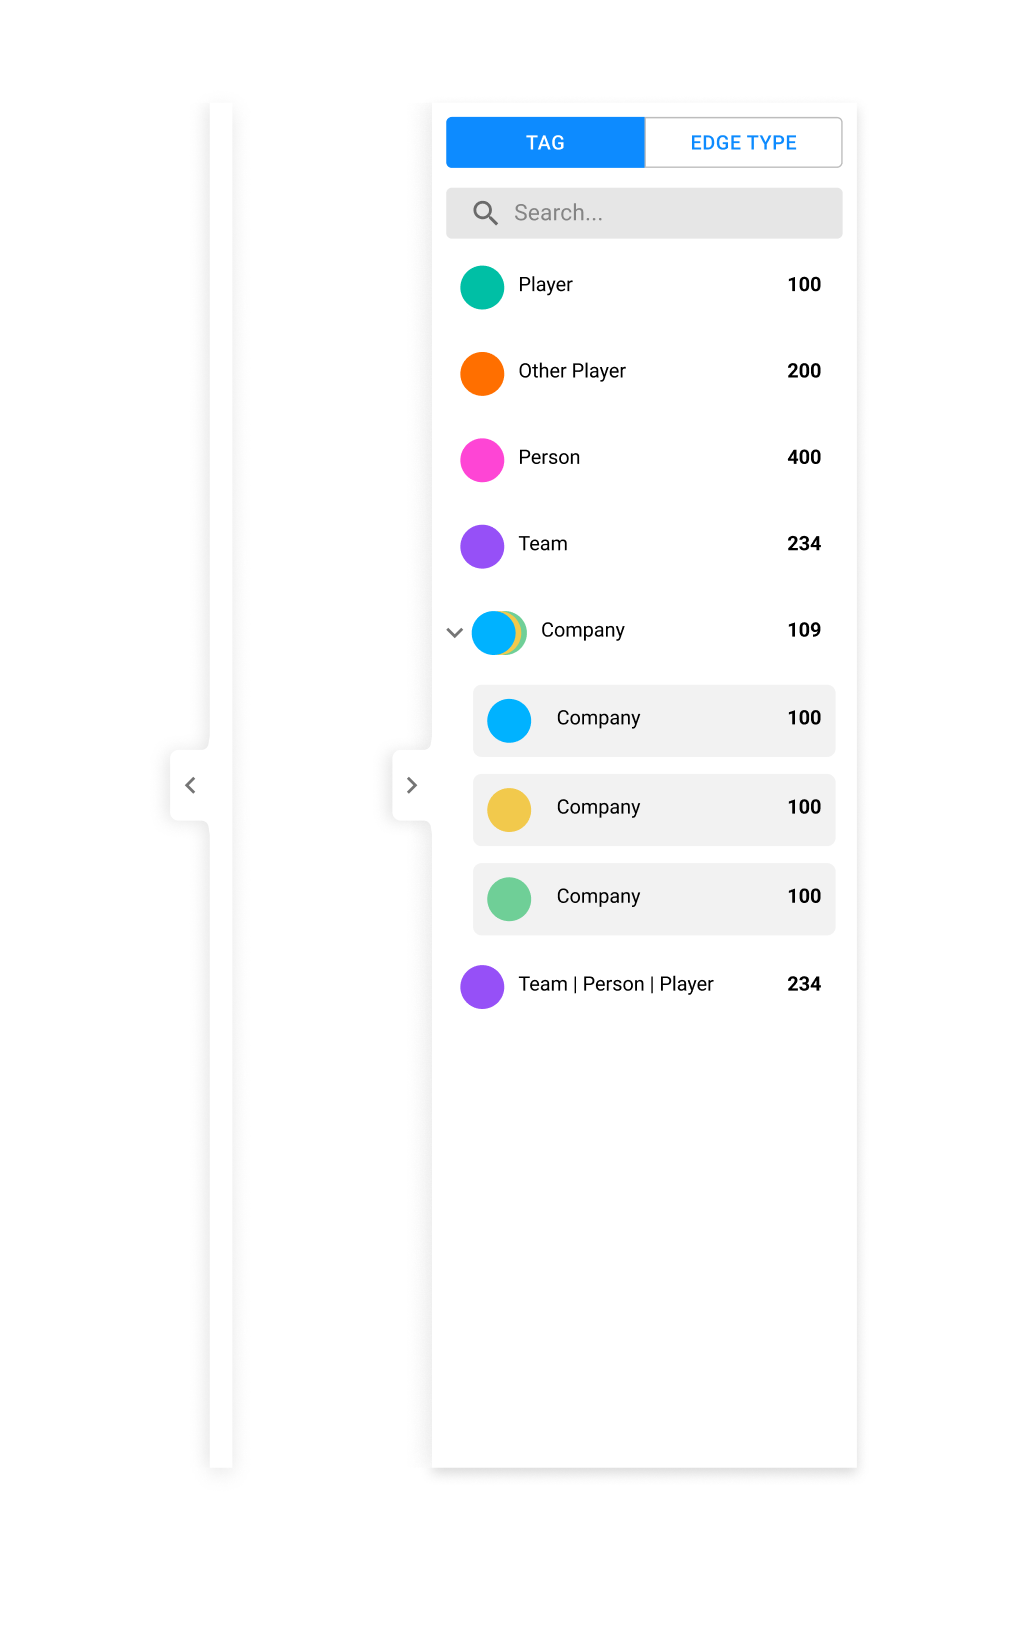 TAG EDGE TYPE
Search...
Player 100
Other Player 200
Person 400
Team 234
Company 109
Company 100
Company 100
Company 100
Team | Person | Player 234